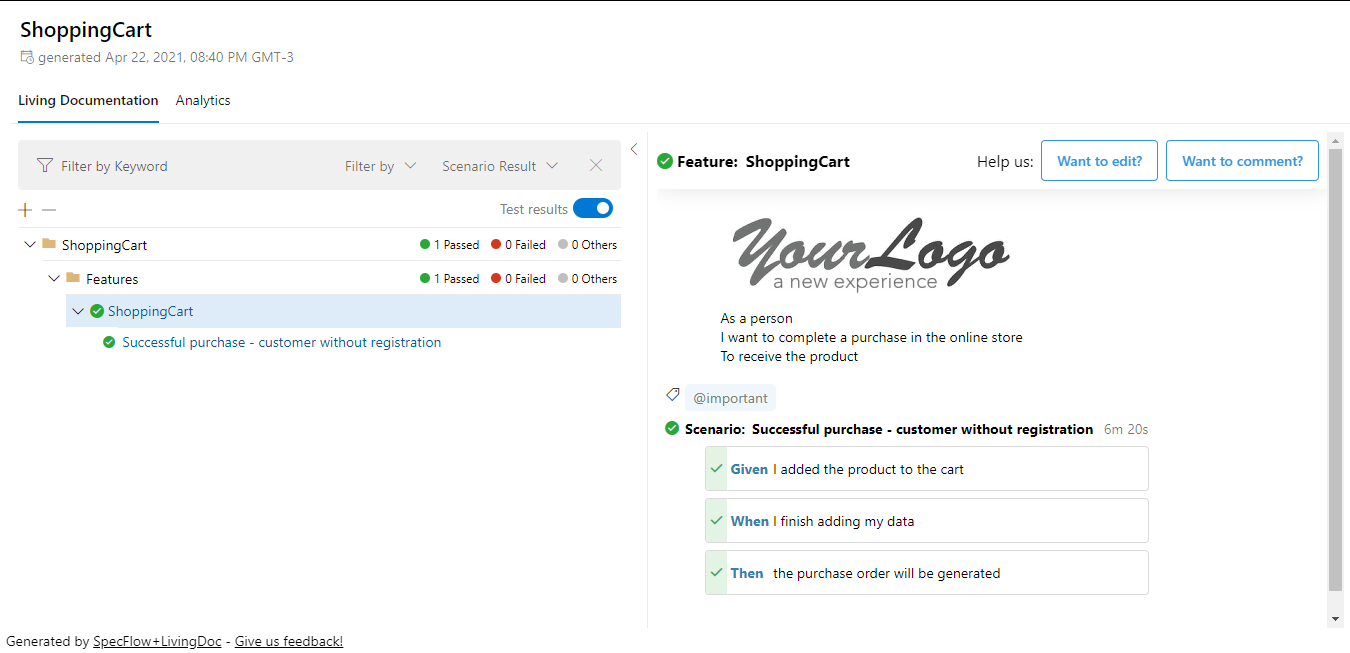 ShoppingCart
generated Apr 22, 2021, 08:40 PM GMT-3
Living Documentation Analytics
Filter by Keyword Filter by Scenario Result
Test results
ShoppingCart 1 Passed 0 Failed 0 Others
Features 1 Passed 0 Failed 0 Others
ShoppingCart
Successful purchase - customer without registration
Feature: ShoppingCart Help us: Want to edit? Want to comment?
YourLogo
a new experience
As a person
I want to complete a purchase in the online store
To receive the product
@important
Scenario: Successful purchase - customer without registration 6m 20s
Given I added the product to the cart
When I finish adding my data
Then the purchase order will be generated
Generated by SpecFlow+LivingDoc - Give us feedback!